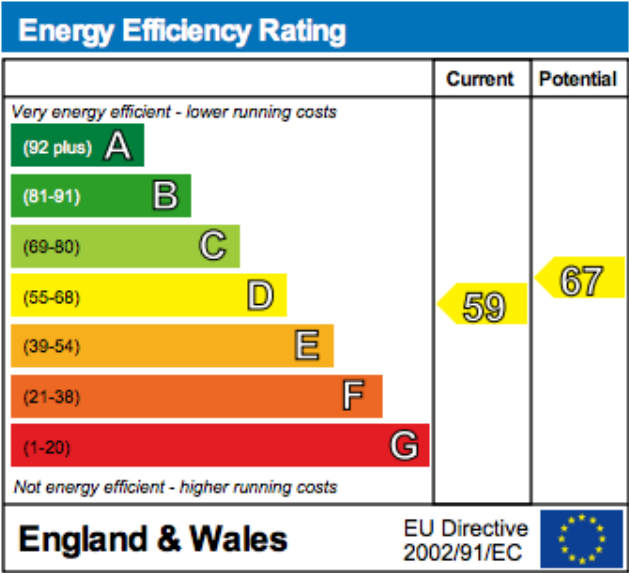 Energy Efficiency Rating
Current Potential
Very energy efficient - lower running costs
(92 plus) A
(81-91) B
(69-80) C
(55-68) D
59
67
(39-54) E
(21-38) F
(1-20) G
Not energy efficient - higher running costs
England & Wales
EU Directive
2002/91/EC